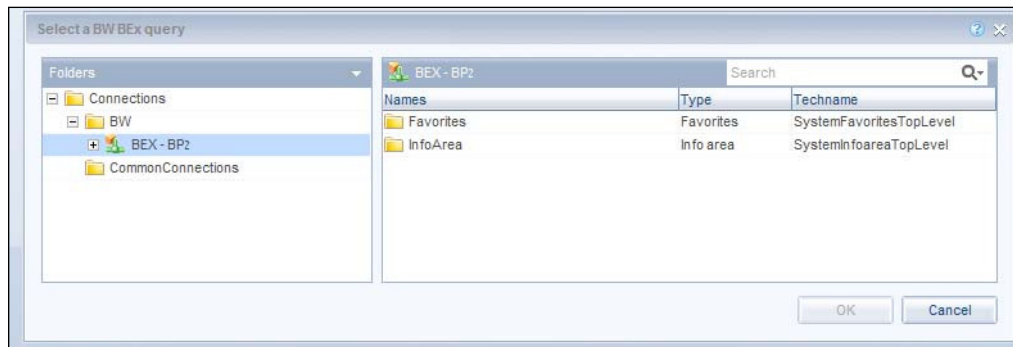 Select a BW BEx query
Folders
BEX - BP2
Search
Connections
BW
BEX - BP2
CommonConnections
Names Type Techname
Favorites Favorites SystemFavoritesTopLevel
InfoArea Info area SystemInfoareaTopLevel
OK Cancel